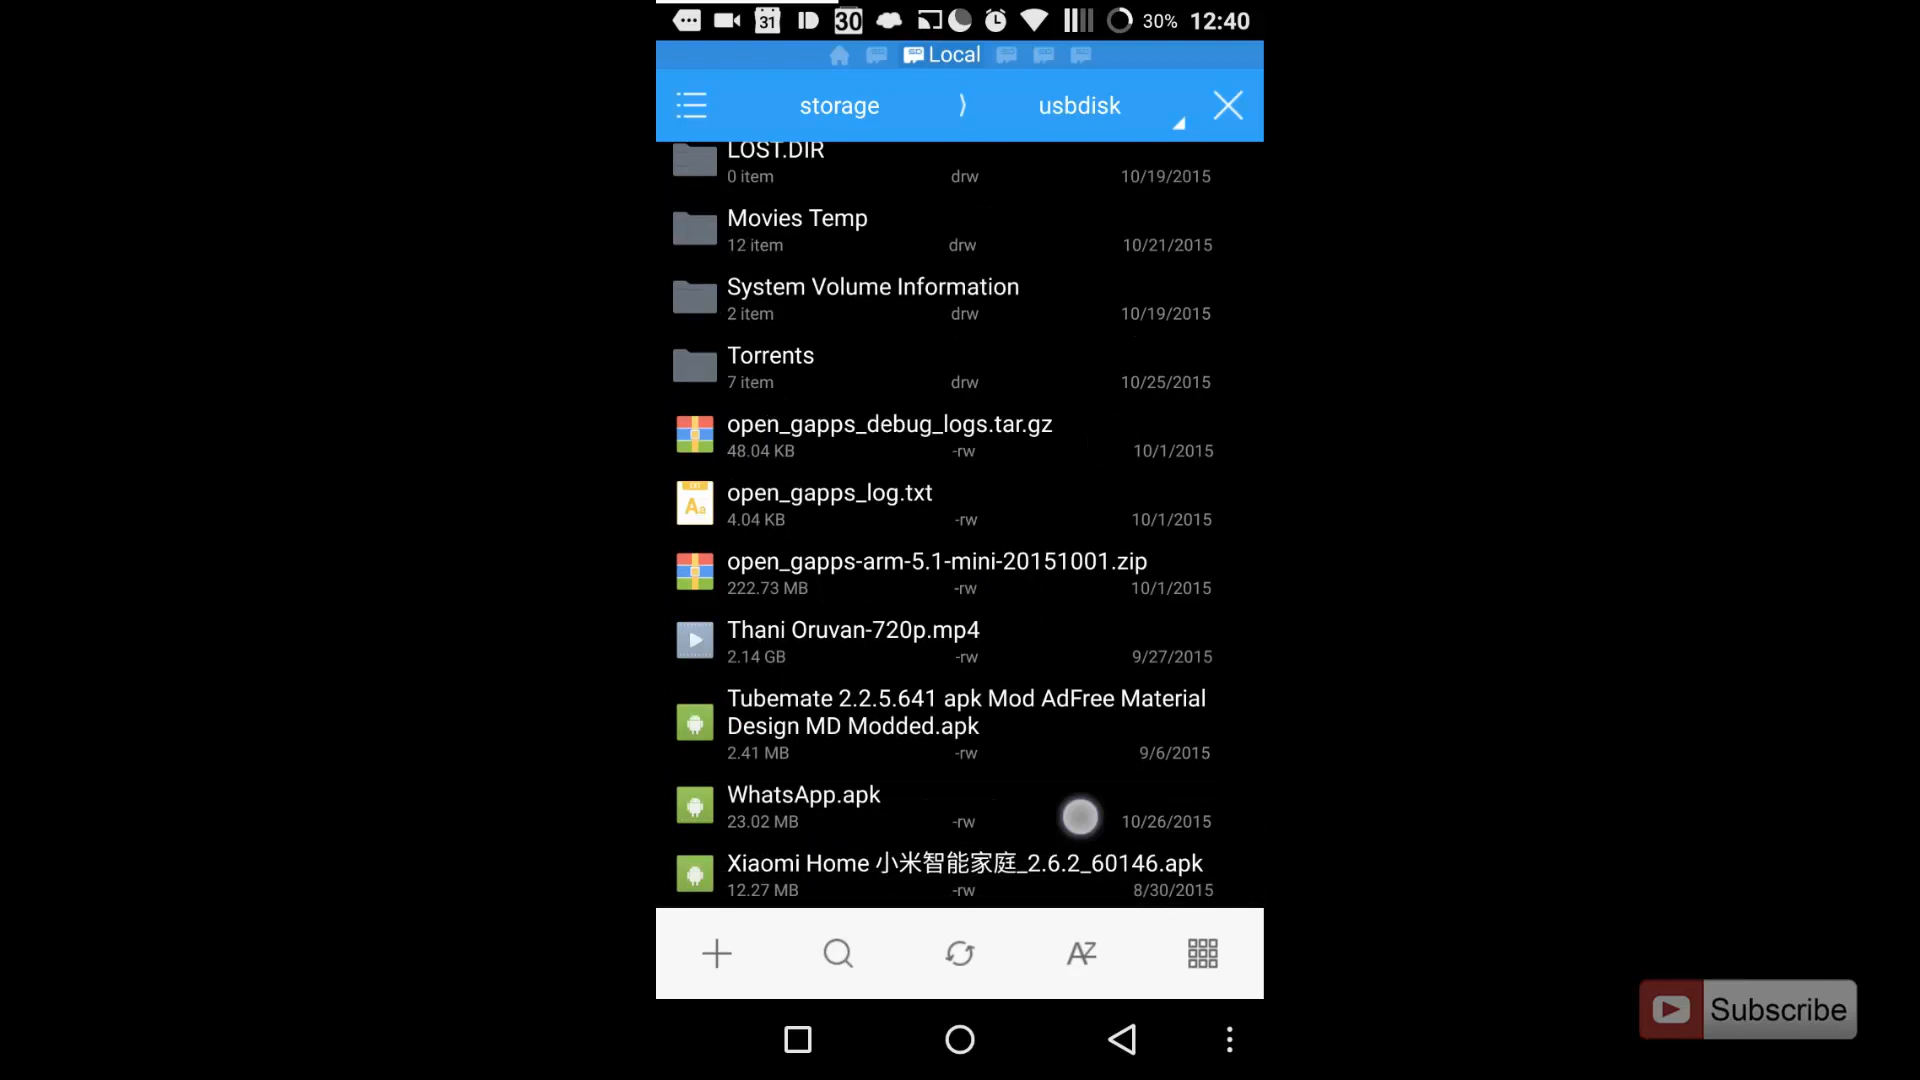 31
30
30%
12:40
Local
storage
usbdisk
LOST.DIR
0 item drw 10/19/2015
Movies Temp
12 item drw 10/21/2015
System Volume Information
2 item drw 10/19/2015
Torrents
7 item drw 10/25/2015
open_gapps_debug_logs.tar.gz
48.04 KB -rw 10/1/2015
TXT
Aa
open_gapps_log.txt
4.04 KB -rw 10/1/2015
open_gapps-arm-5.1-mini-20151001.zip
222.73 MB -rw 10/1/2015
Thani Oruvan-720p.mp4
2.14 GB -rw 9/27/2015
Tubemate 2.2.5.641 apk Mod AdFree Material
Design MD Modded.apk
2.41 MB -rw 9/6/2015
WhatsApp.apk
23.02 MB -rw 10/26/2015
Xiaomi Home 小米智能家庭_2.6.2_60146.apk
12.27 MB -rw 8/30/2015
AZ
Subscribe